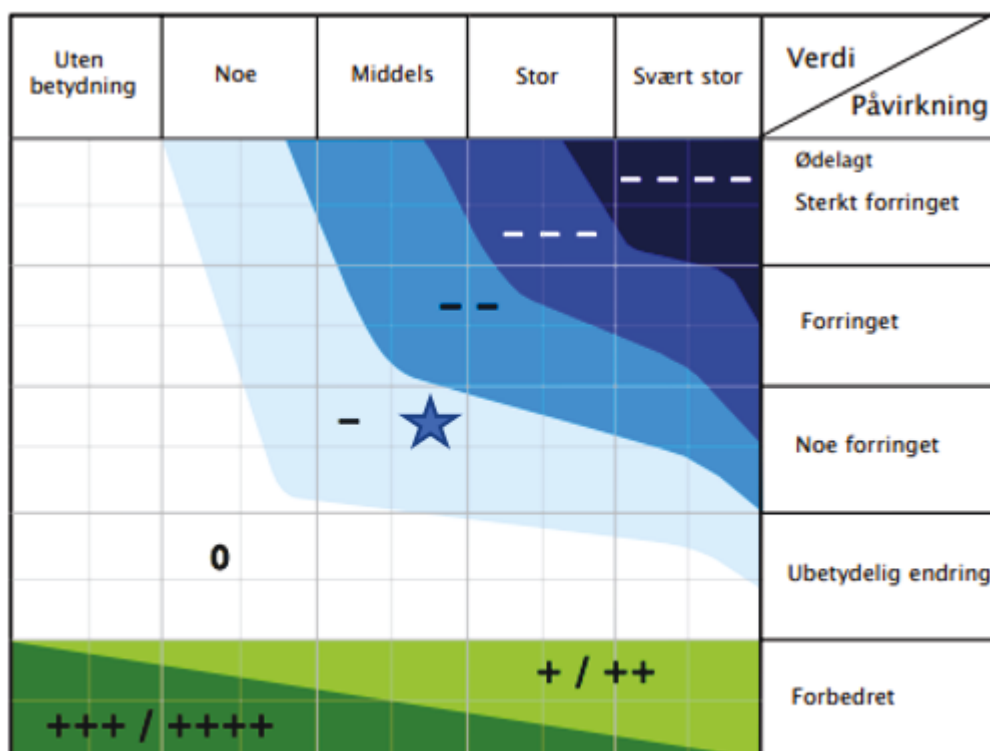 Uten
betydning
Noe
Middels
Stor
Svært stor
Verdi
Påvirkning
Ødelagt
– – – –
Sterkt forringet
– – –
– –
Forringet
–
Noe forringet
0
Ubetydelig endring
+ / ++
Forbedret
+++ / ++++